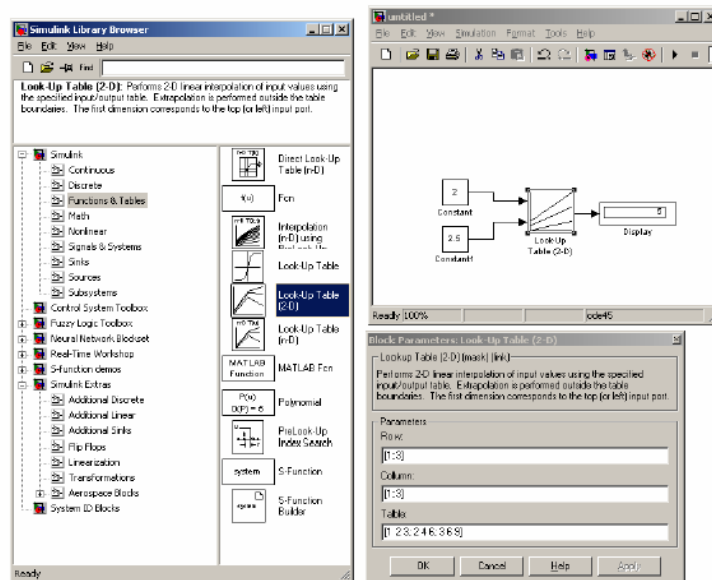 Simulink Library Browser
File Edit View Help
Find
Look-Up Table (2-D): Performs 2-D linear interpolation of input values using
the specified input/output table. Extrapolation is performed outside the table
boundaries. The first dimension corresponds to the top (or left) input port.
Simulink
Continuous
Discrete
Functions & Tables
Math
Nonlinear
Signals & Systems
Sinks
Sources
Subsystems
Control System Toolbox
Fuzzy Logic Toolbox
Neural Network Blockset
Real-Time Workshop
S-function demos
Simulink Extras
Additional Discrete
Additional Linear
Additional Sinks
Flip Flops
Linearization
Transformations
Aerospace Blocks
System ID Blocks
Direct Look-Up
Table (n-D)
f(u)
Fcn
Interpolation
(n-D) using
PreLook-Up
Look-Up Table
Look-Up Table
(2-D)
Look-Up Table
(n-D)
MATLAB
Function
MATLAB Fcn
P(u)
O(P) = 6
Polynomial
PreLook-Up
Index Search
system
S-Function
S-Function
Builder
Ready
untitled *
File Edit View Simulation Format Tools Help
2
Constant
2.5
Constant1
Look-Up
Table (2-D)
5
Display
Ready 100% ode45
Block Parameters: Look-Up Table (2-D)
Lookup Table (2-D) (mask) (link)
Performs 2-D linear interpolation of input values using the specified
input/output table. Extrapolation is performed outside the table
boundaries. The first dimension corresponds to the top (or left) input port.
Parameters
Row:
[1:3]
Column:
[1:3]
Table:
[1 2 3; 2 4 6; 3 6 9]
OK Cancel Help Apply